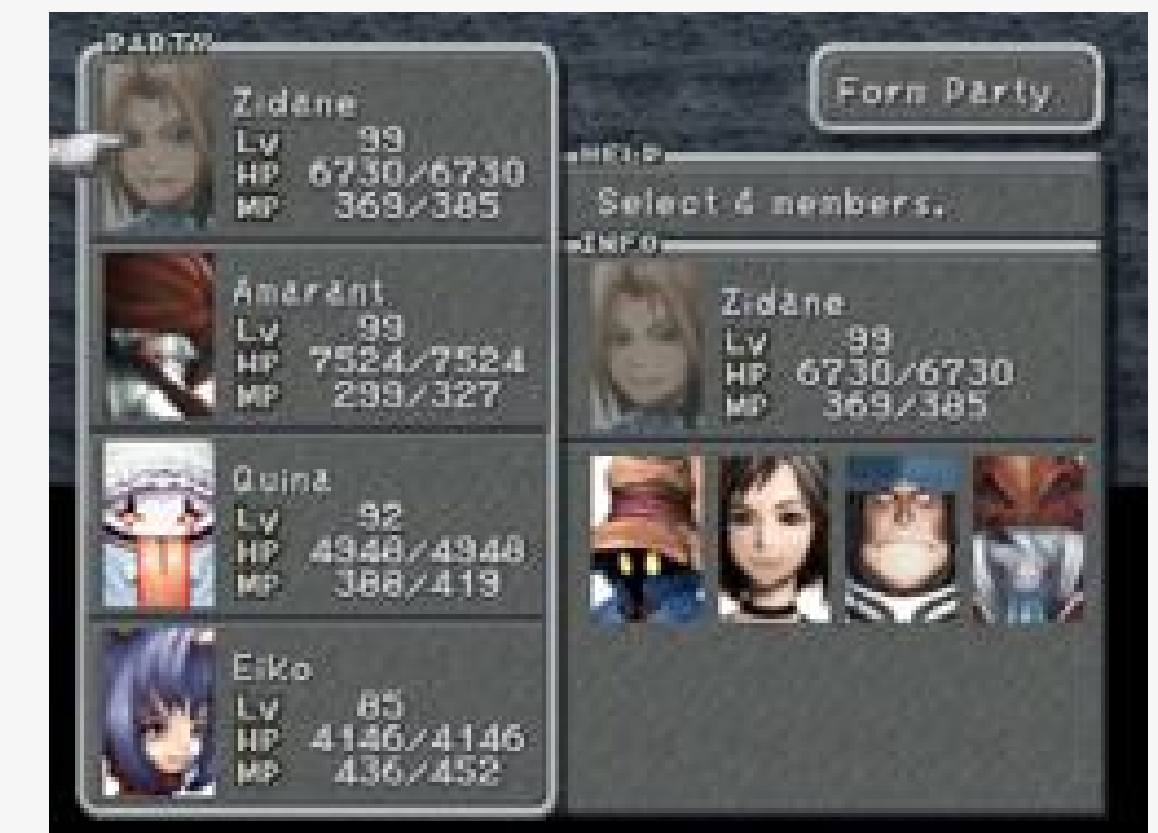 PARTY
Zidane
Lv 99
HP 6730/6730
MP 369/385
Amarant
Lv 99
HP 7524/7524
MP 299/327
Quina
Lv 92
HP 4948/4948
MP 388/419
Eiko
Lv 85
HP 4146/4146
MP 436/452
Form Party
HELP
Select 4 members.
INFO
Zidane
Lv 99
HP 6730/6730
MP 369/385